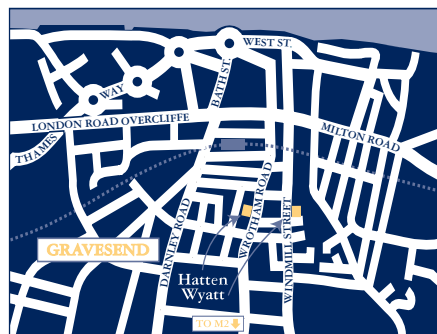 WEST ST.
BATH ST.
WAY
LONDON ROAD OVERCLIFFE
THAMES
MILTON ROAD
DARNLEY ROAD
WROTHAM ROAD
WINDMILL STREET
GRAVESEND
Hatten
Wyatt
TO M2